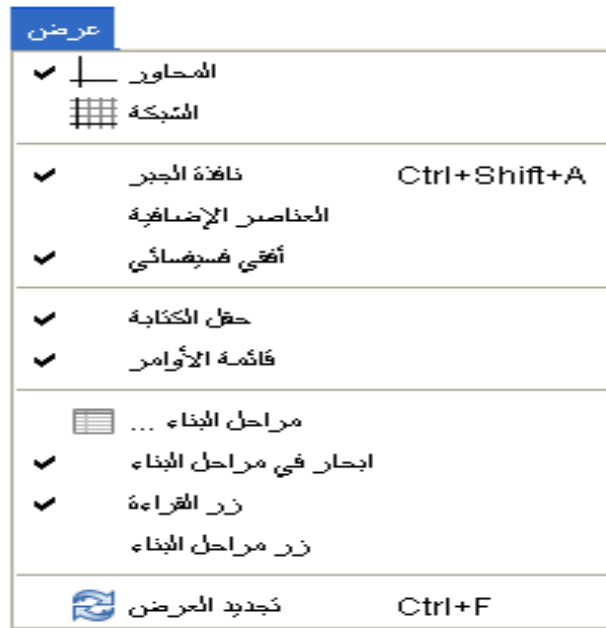 عرض
المحاور
الشبكة
نافذة الجبر Ctrl+Shift+A
العناصر الإضافية
أفقي فسيفسائي
حقل الكتابة
قائمة الأوامر
مراحل البناء ...
ابحار في مراحل البناء
زر القراءة
زر مراحل البناء
تجديد العرض Ctrl+F